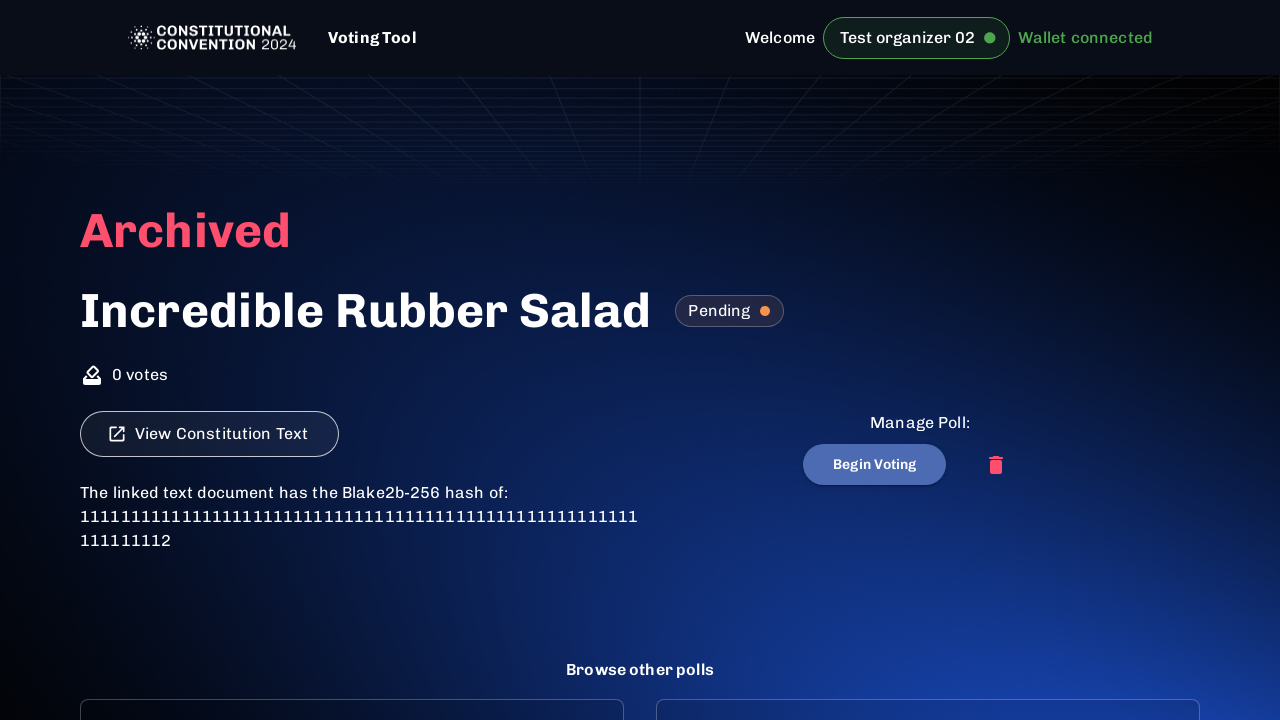 CONSTITUTIONAL
CONVENTION 2024
Voting Tool
Welcome
Test organizer 02
Wallet connected
Archived
Incredible Rubber Salad
Pending
0 votes
View Constitution Text
Manage Poll:
Begin Voting
The linked text document has the Blake2b-256 hash of:
1111111111111111111111111111111111111111111111111111111
111111112
Browse other polls